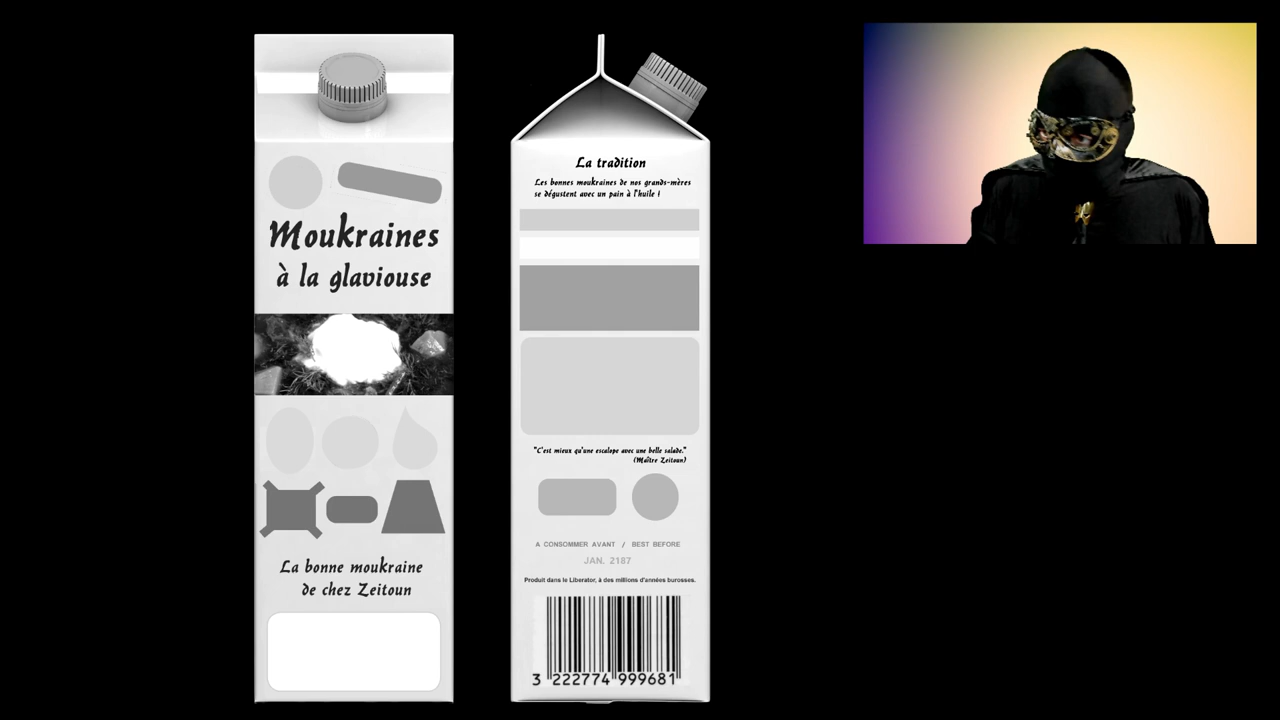 Moukraines
à la glaviouse
La bonne moukraine
de chez Zeitoun
La tradition
Les bonnes moukraines de nos grands-mères
se dégustent avec un pain à l'huile !
"C'est mieux qu'une escalope avec une belle salade."
(Maître Zeitoun)
A CONSOMMER AVANT / BEST BEFORE
JAN. 2187
Produit dans le Liberator, à des millions d'années burosses.
3 222774 999681